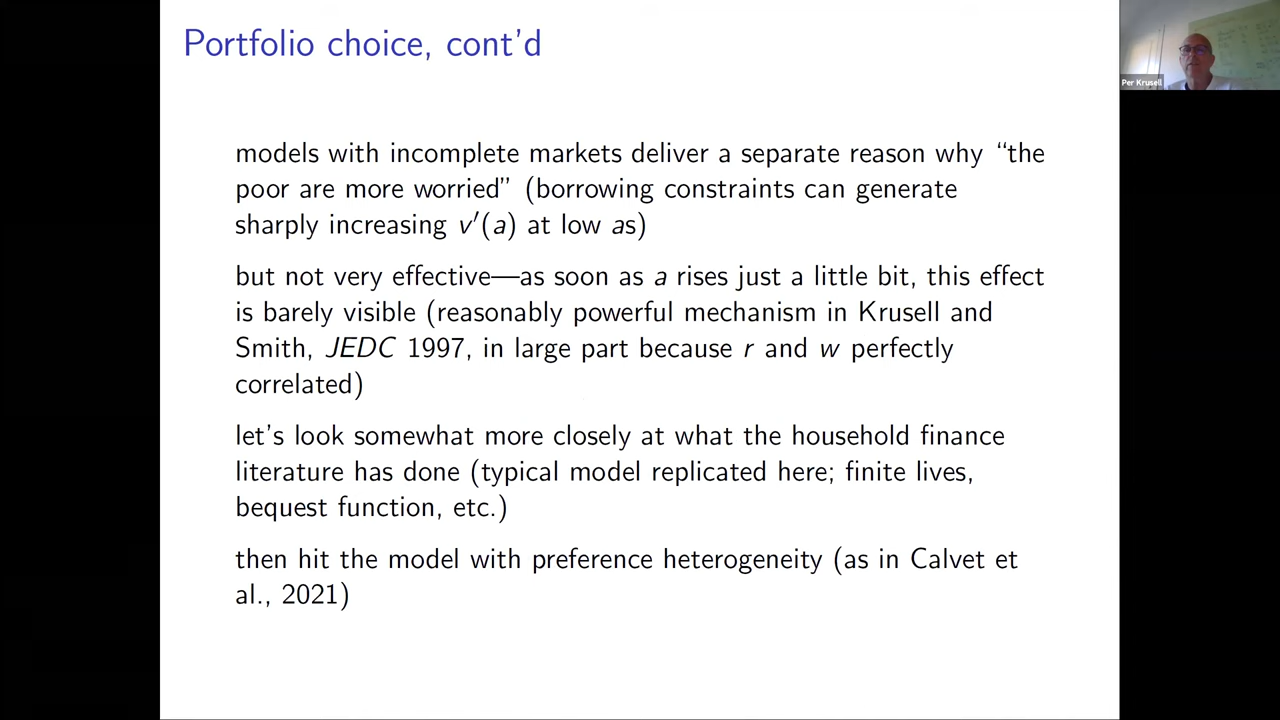 Portfolio choice, cont'd
Per Krusell
models with incomplete markets deliver a separate reason why “the
poor are more worried” (borrowing constraints can generate
sharply increasing v′(a) at low as)
but not very effective—as soon as a rises just a little bit, this effect
is barely visible (reasonably powerful mechanism in Krusell and
Smith, JEDC 1997, in large part because r and w perfectly
correlated)
let's look somewhat more closely at what the household finance
literature has done (typical model replicated here; finite lives,
bequest function, etc.)
then hit the model with preference heterogeneity (as in Calvet et
al., 2021)